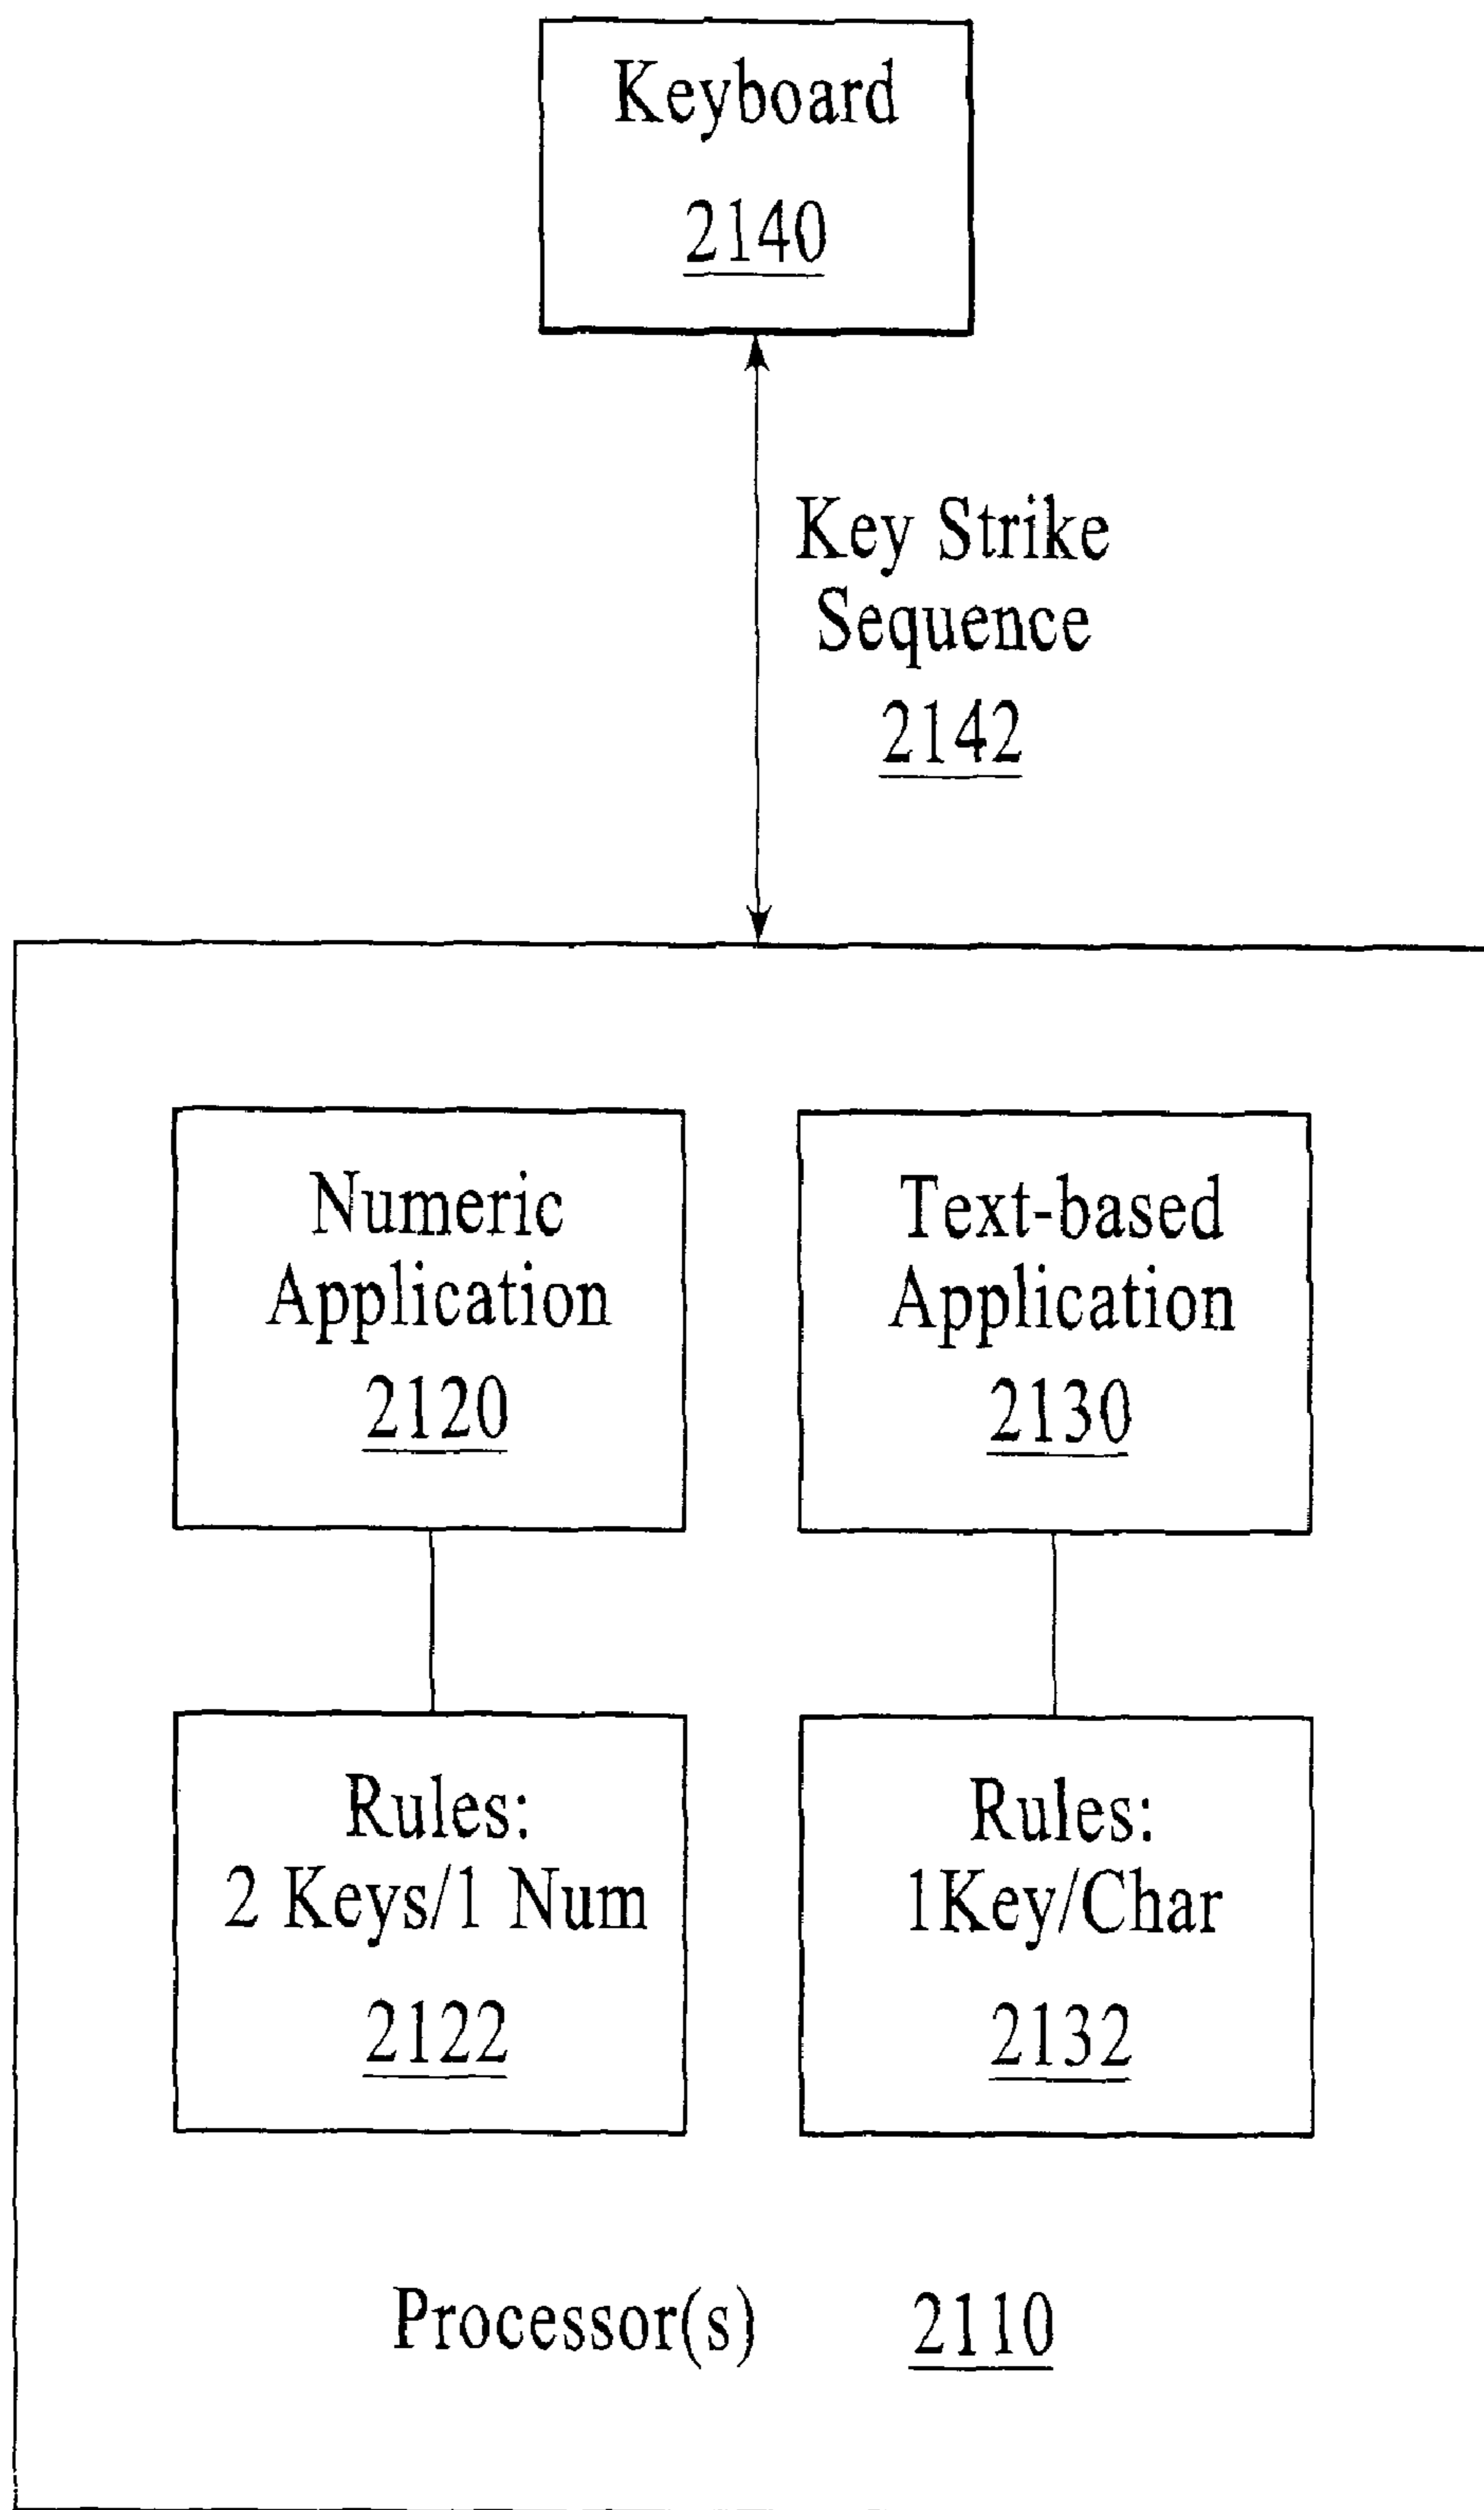 Keyboard
2140
Key Strike
Sequence
2142
Numeric
Application
2120
Text-based
Application
2130
Rules:
2 Keys/1 Num
2122
Rules:
1Key/Char
2132
Processor(s) 2110